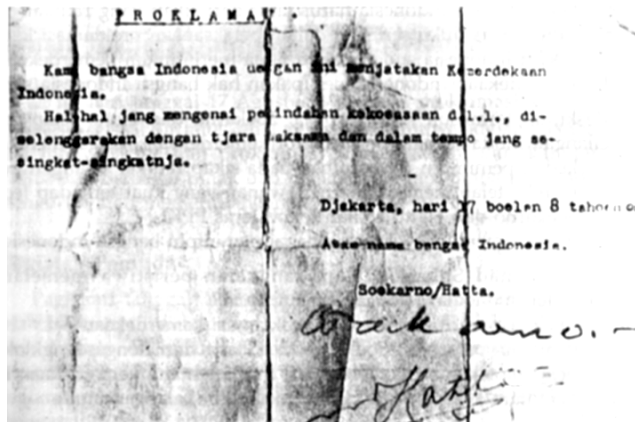 PROKLAMASI.
Kami bangsa Indonesia dengan ini menjatakan Kemerdekaan
Indonesia.
Hal-hal jang mengenai pemindahan kekoeasaan d.l.l., di-
selenggarakan dengan tjara saksama dan dalam tempo jang se-
singkat-singkatnja.
Djakarta, hari 17 boelan 8 tahoen
Atas nama bangsa Indonesia.
Soekarno/Hatta.
Soekarno.
Hatta